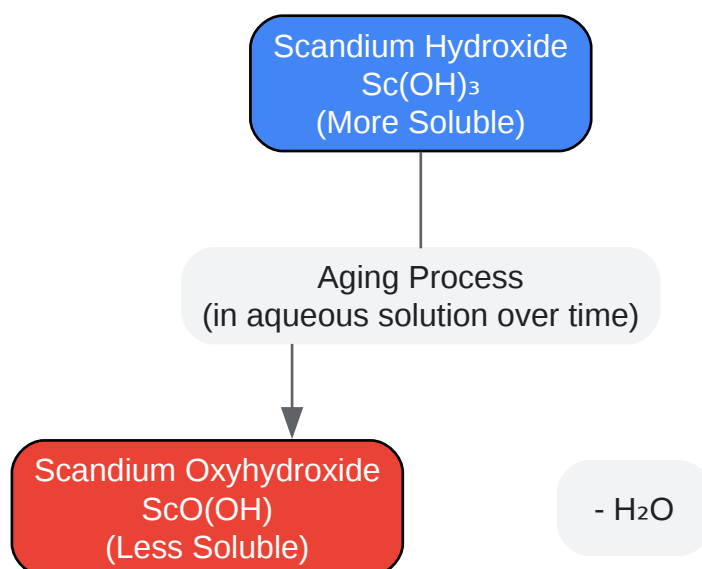 Scandium Hydroxide
Sc(OH)₃
(More Soluble)
Aging Process
(in aqueous solution over time)
Scandium Oxyhydroxide
ScO(OH)
(Less Soluble)
- H₂O